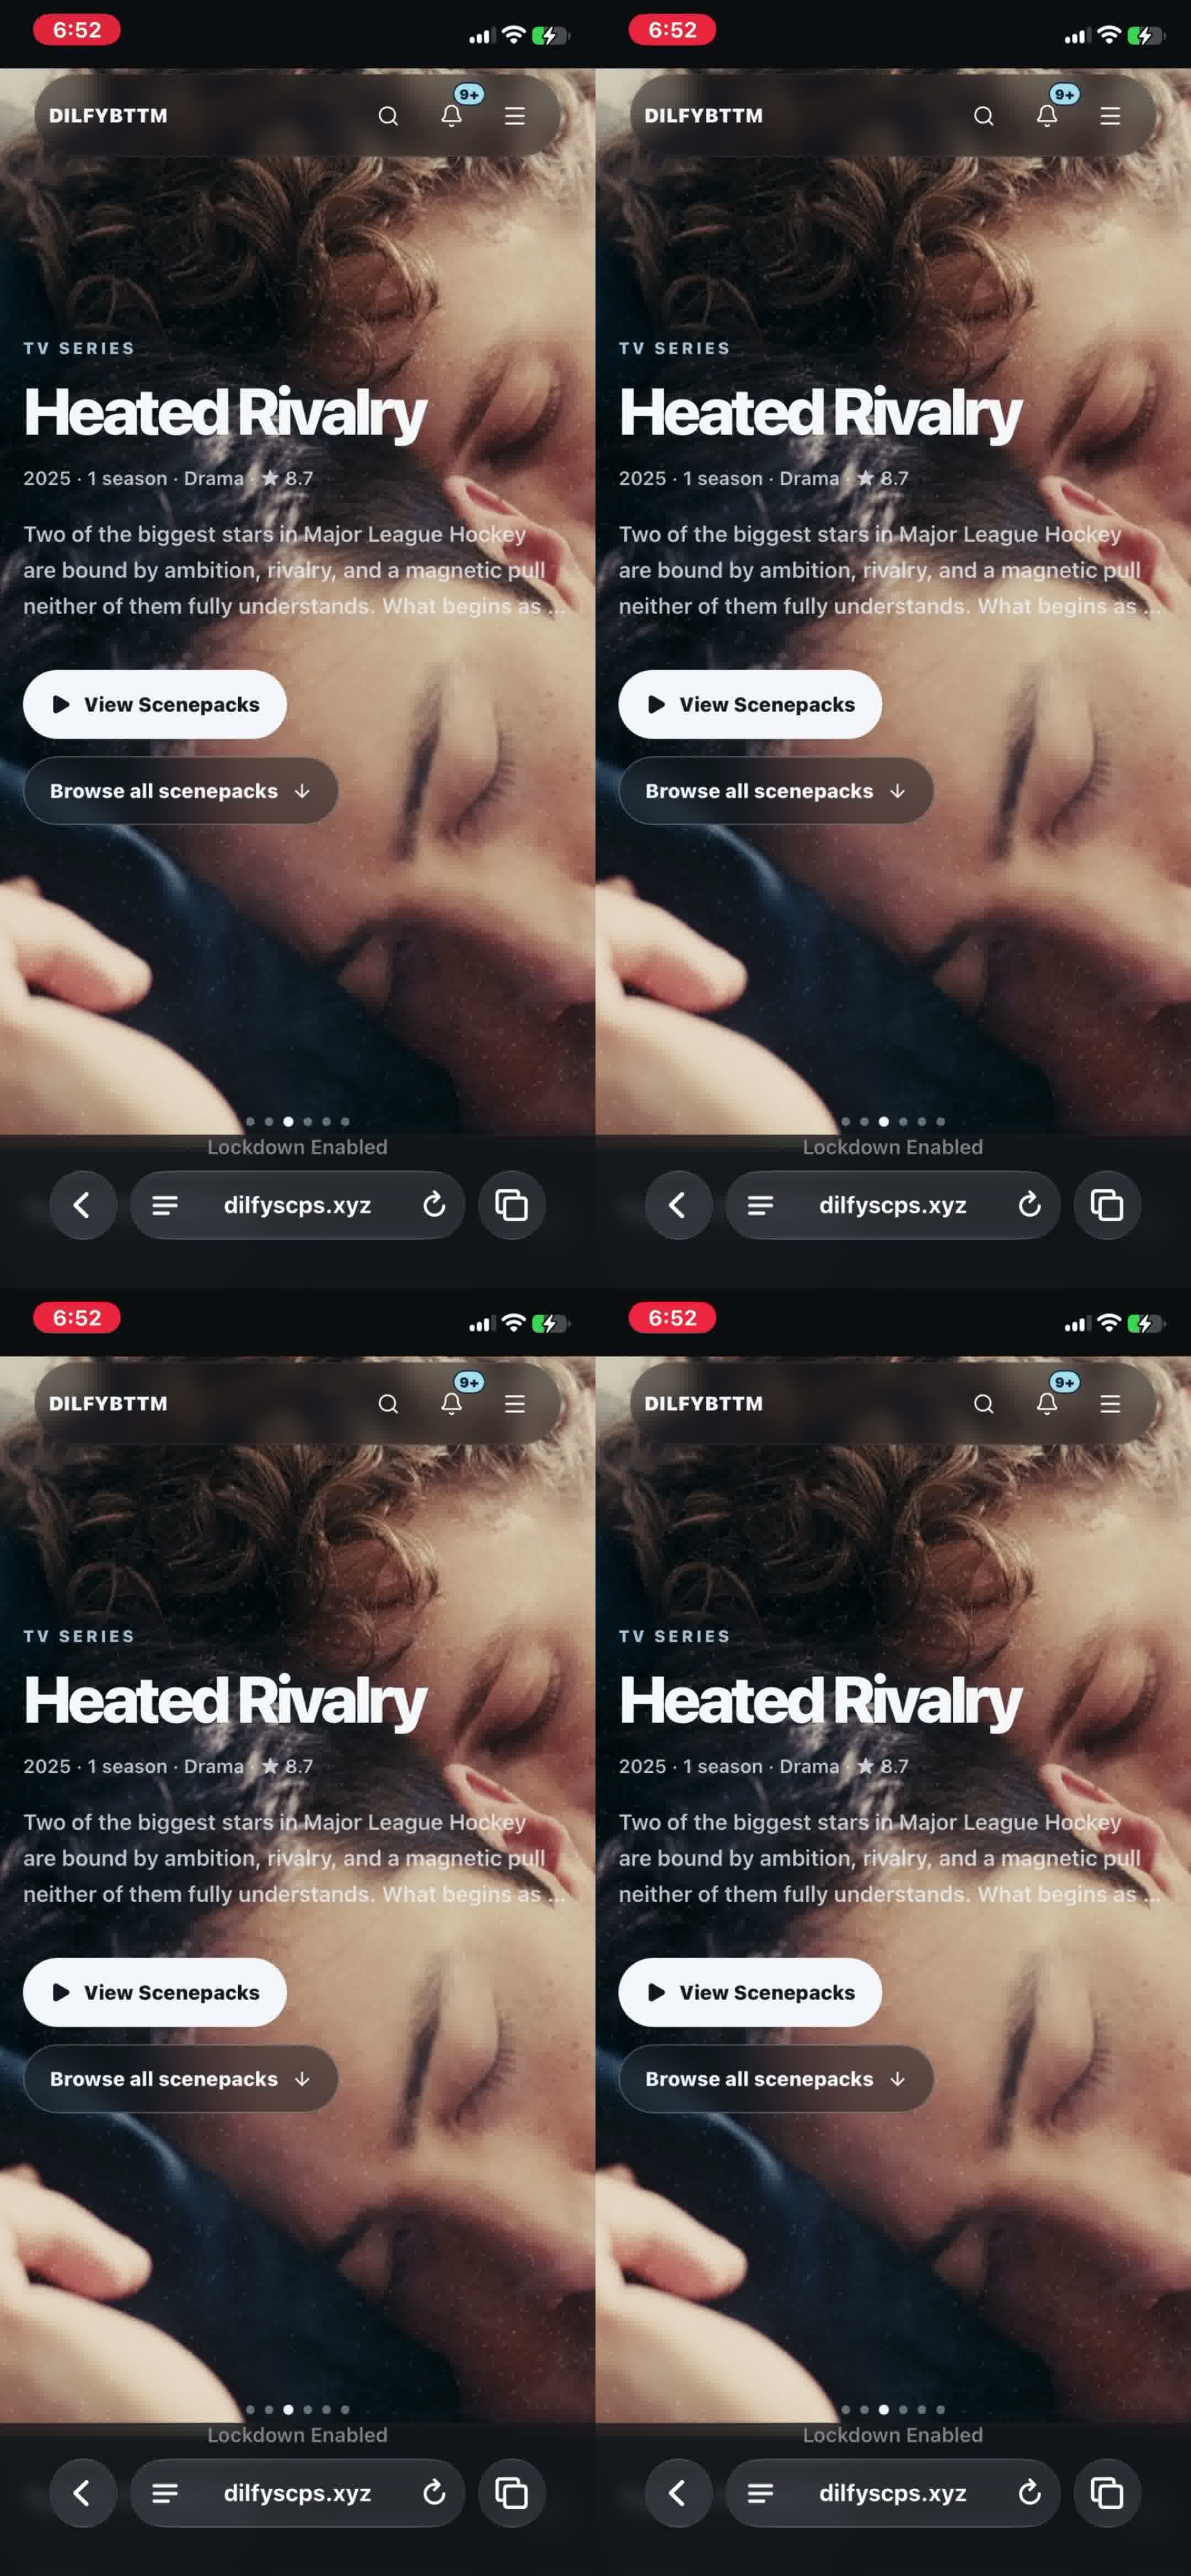 6:52
DILFYBTTM
9+
TV SERIES
Heated Rivalry
2025 · 1 season · Drama · ★ 8.7
Two of the biggest stars in Major League Hockey
are bound by ambition, rivalry, and a magnetic pull
neither of them fully understands. What begins as ...
View Scenepacks
Browse all scenepacks ↓
Lockdown Enabled
dilfyscps.xyz
6:52
DILFYBTTM
9+
TV SERIES
Heated Rivalry
2025 · 1 season · Drama · ★ 8.7
Two of the biggest stars in Major League Hockey
are bound by ambition, rivalry, and a magnetic pull
neither of them fully understands. What begins as ...
View Scenepacks
Browse all scenepacks ↓
Lockdown Enabled
dilfyscps.xyz
6:52
DILFYBTTM
9+
TV SERIES
Heated Rivalry
2025 · 1 season · Drama · ★ 8.7
Two of the biggest stars in Major League Hockey
are bound by ambition, rivalry, and a magnetic pull
neither of them fully understands. What begins as ...
View Scenepacks
Browse all scenepacks ↓
Lockdown Enabled
dilfyscps.xyz
6:52
DILFYBTTM
9+
TV SERIES
Heated Rivalry
2025 · 1 season · Drama · ★ 8.7
Two of the biggest stars in Major League Hockey
are bound by ambition, rivalry, and a magnetic pull
neither of them fully understands. What begins as ...
View Scenepacks
Browse all scenepacks ↓
Lockdown Enabled
dilfyscps.xyz